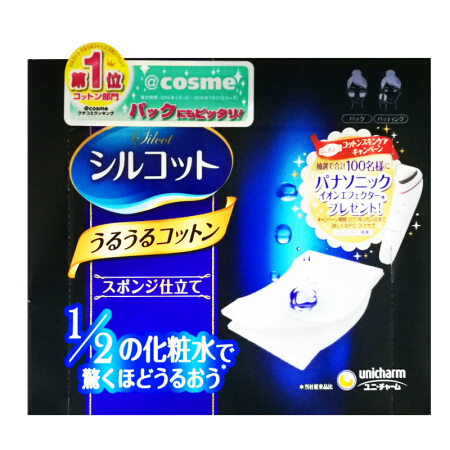 第1位
コットン部門
@cosme
クチコミランキング
@cosme
パックにもピッタリ!
Silcot
シルコット
うるうるコットン
スポンジ仕立て
1/2の化粧水で
驚くほどうるおう
パック
パッティング
コットンスキンケア
キャンペーン
抽選で合計100名様に
パナソニック
イオンエフェクター
プレゼント!
※当社従来品比
unicharm
ユニ・チャーム